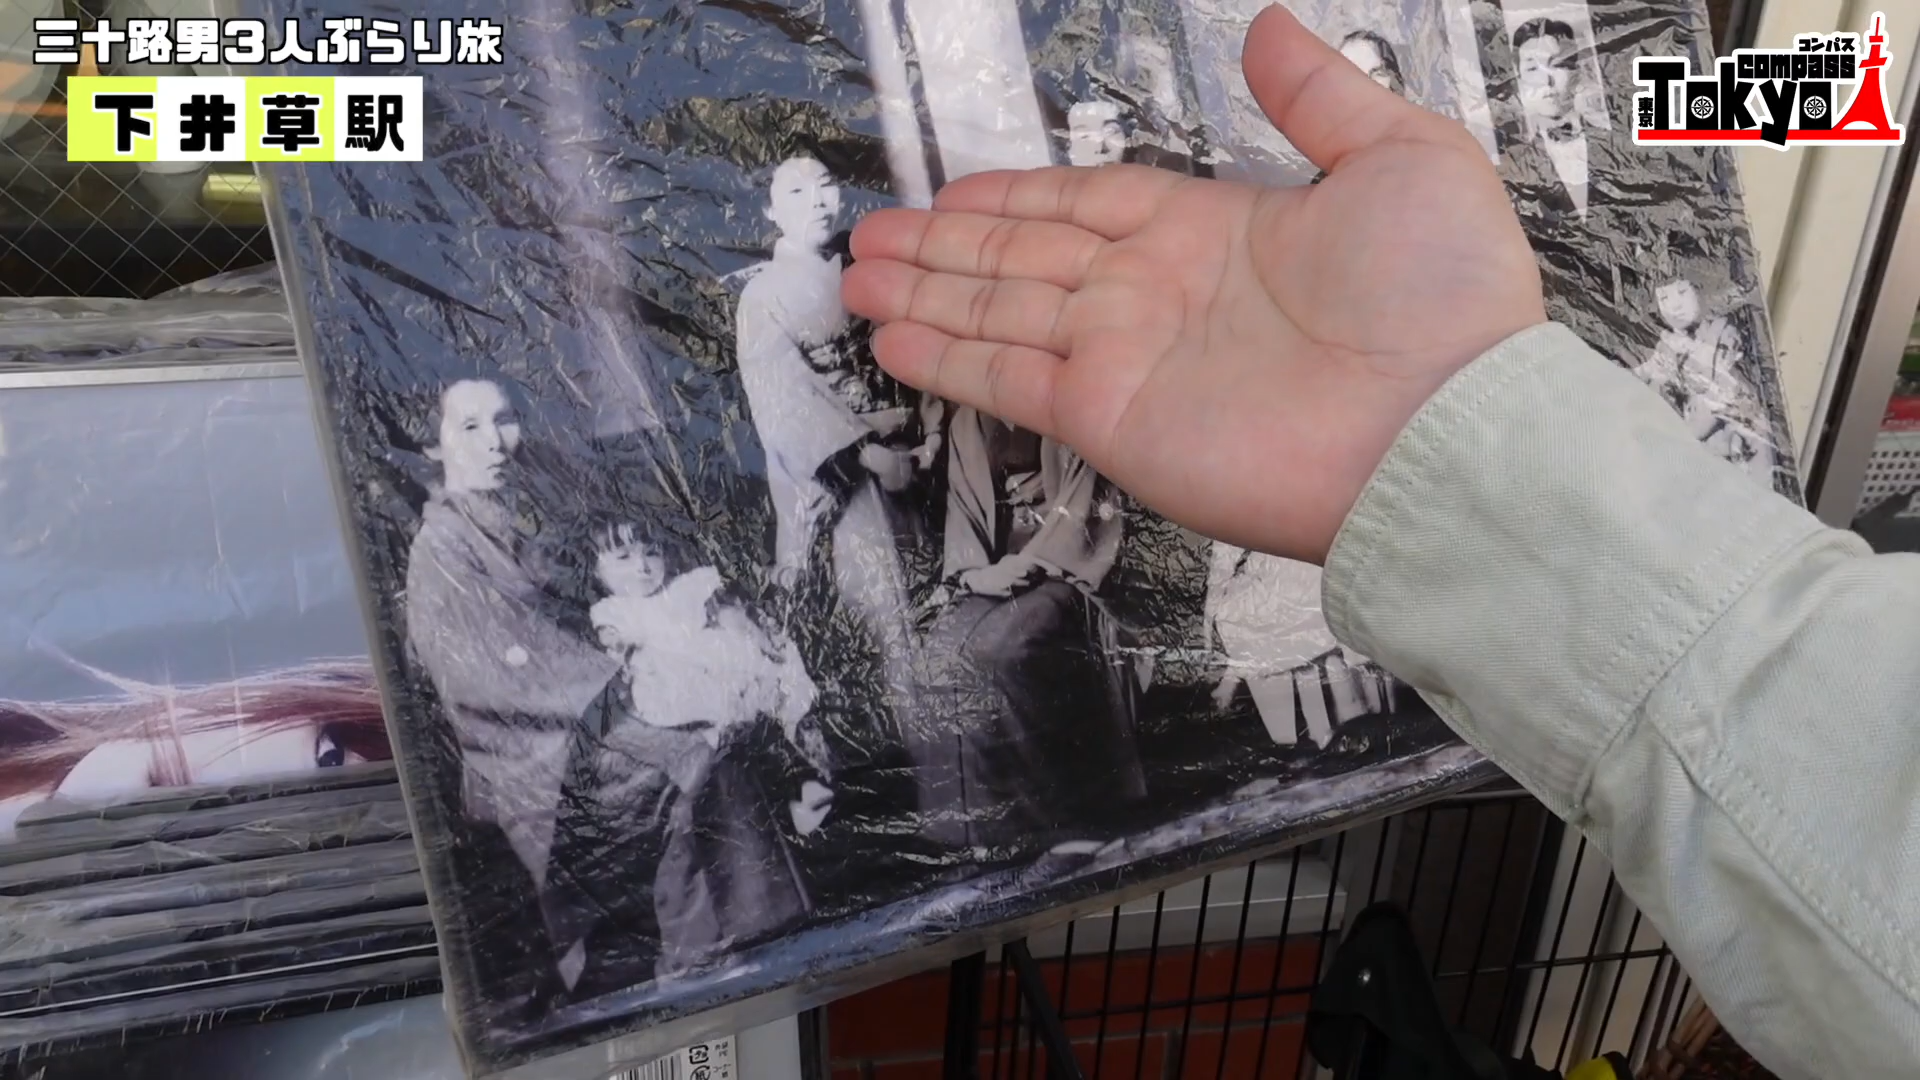 三十路男3人ぶらり旅
下井草駅
コンパス
compass
東京
Tokyo